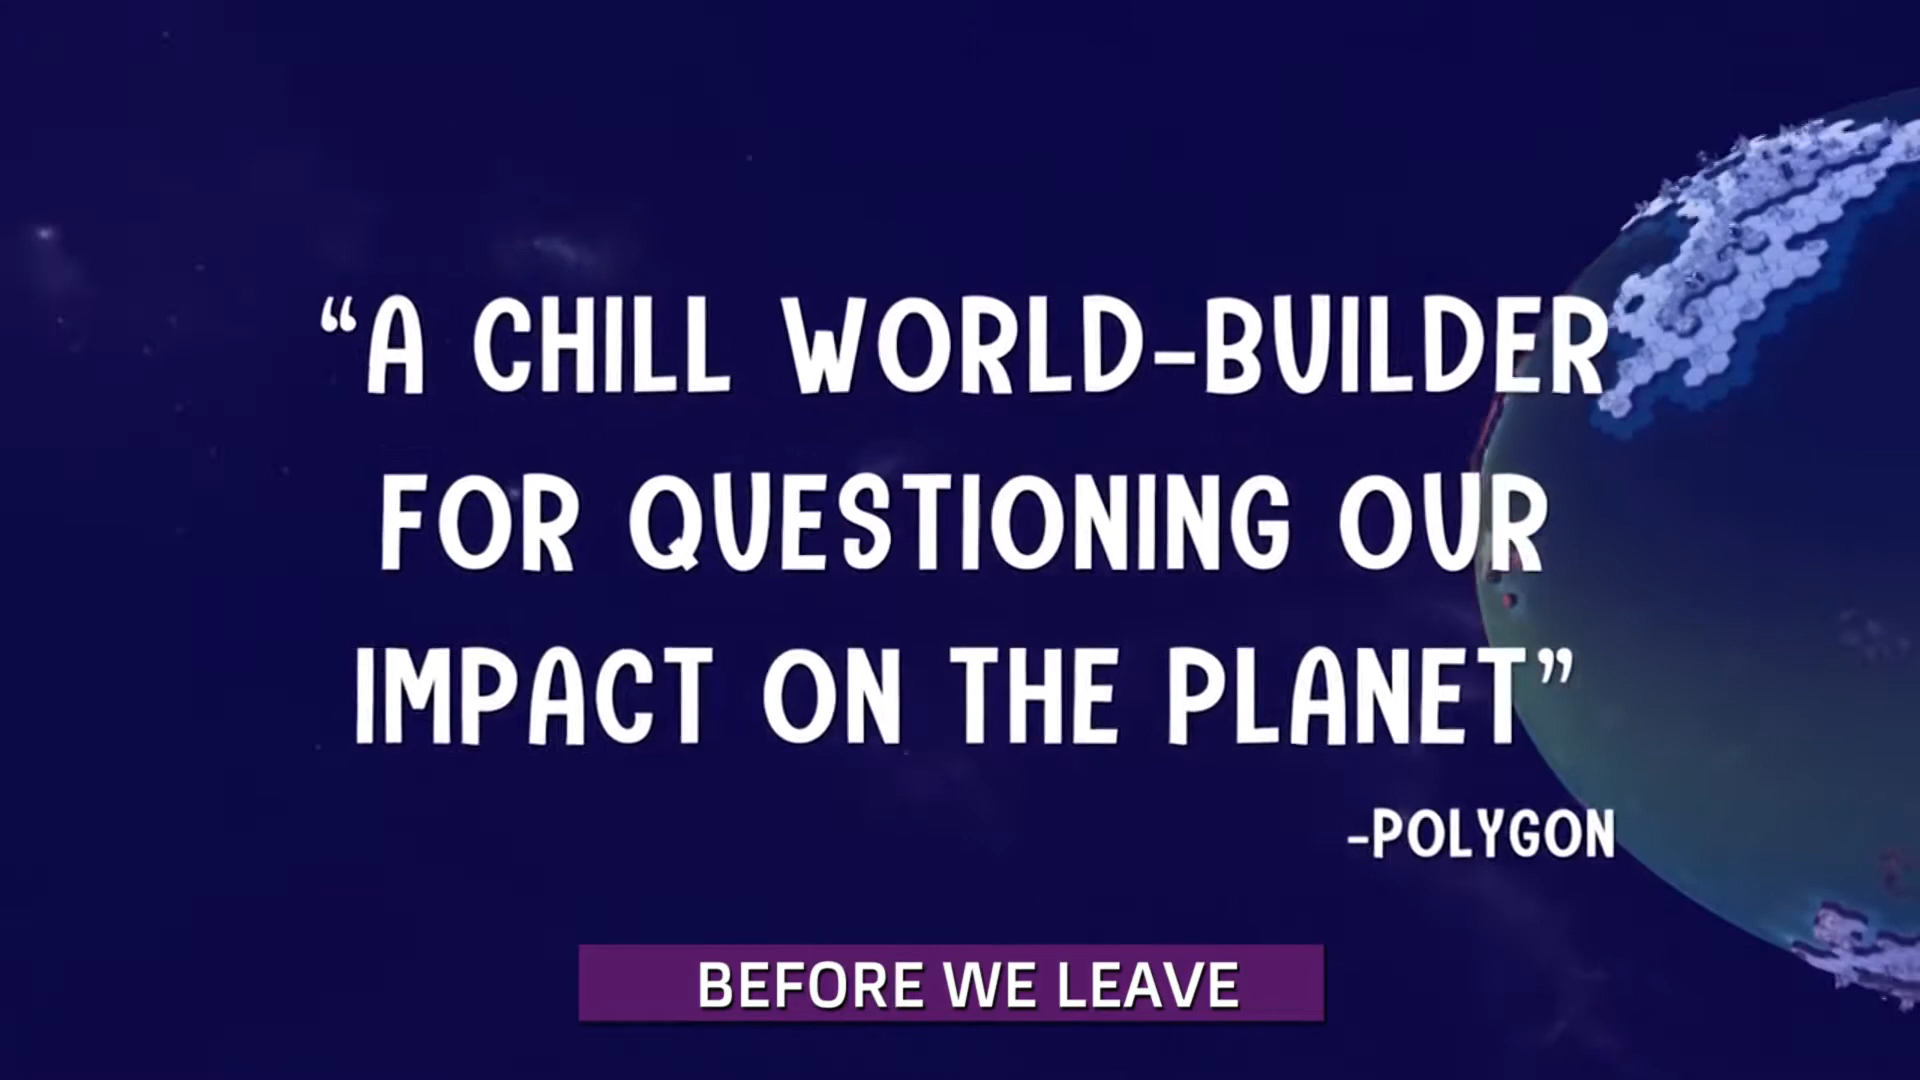 “A CHILL WORLD-BUILDER
FOR QUESTIONING OUR
IMPACT ON THE PLANET”
-POLYGON
BEFORE WE LEAVE